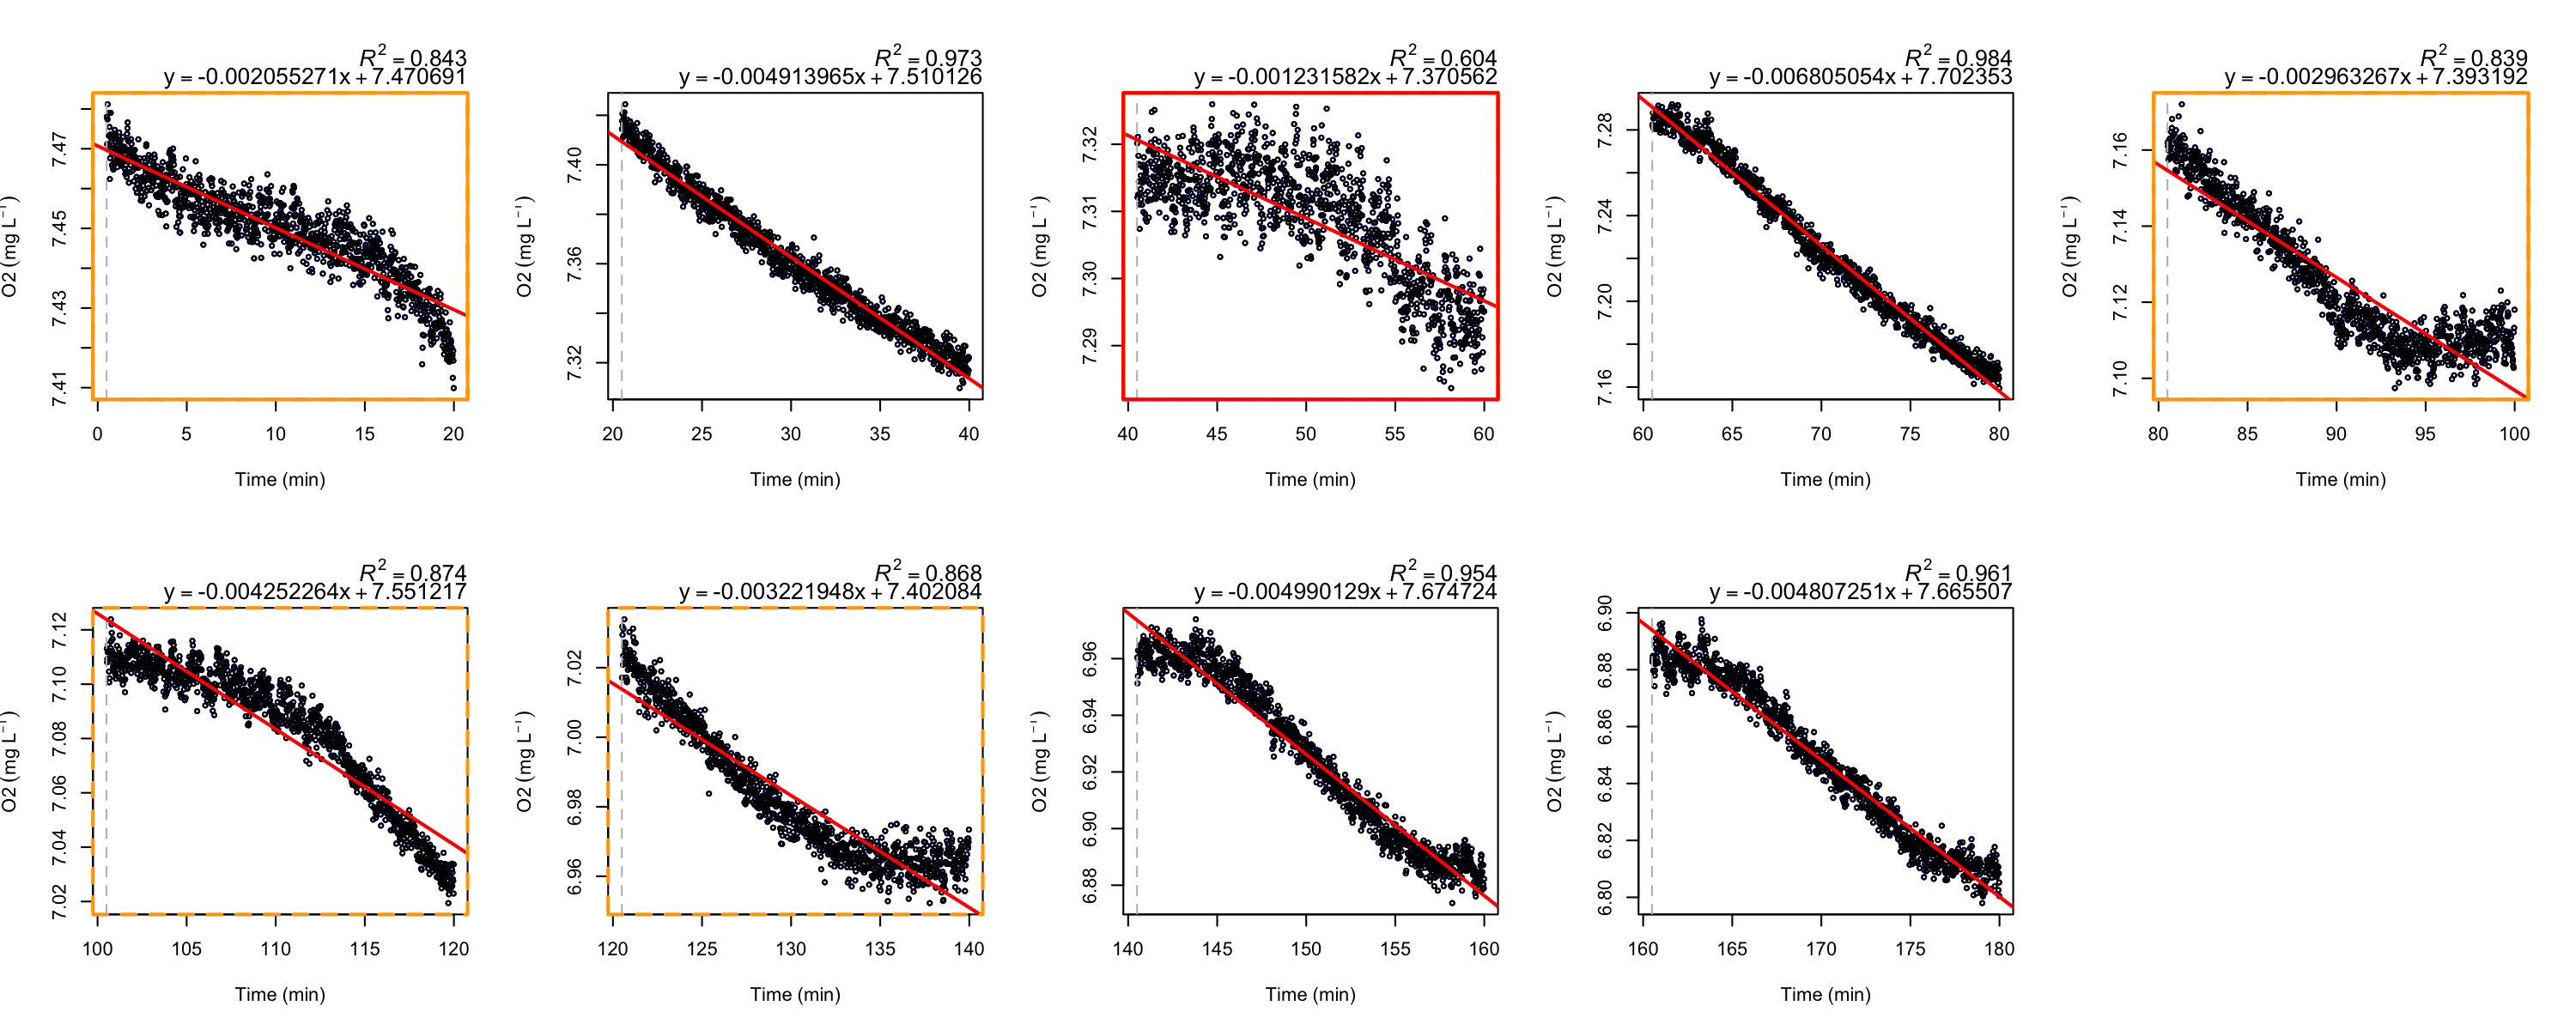 R² = 0.843
y = -0.002055271x + 7.470691
O2 (mg L⁻¹)
7.41 7.43 7.45 7.47
0 5 10 15 20
Time (min)
R² = 0.973
y = -0.004913965x + 7.510126
O2 (mg L⁻¹)
7.32 7.36 7.40
20 25 30 35 40
Time (min)
R² = 0.604
y = -0.001231582x + 7.370562
O2 (mg L⁻¹)
7.29 7.30 7.31 7.32
40 45 50 55 60
Time (min)
R² = 0.984
y = -0.006805054x + 7.702353
O2 (mg L⁻¹)
7.16 7.20 7.24 7.28
60 65 70 75 80
Time (min)
R² = 0.839
y = -0.002963267x + 7.393192
O2 (mg L⁻¹)
7.10 7.12 7.14 7.16
80 85 90 95 100
Time (min)
R² = 0.874
y = -0.004252264x + 7.551217
O2 (mg L⁻¹)
7.02 7.04 7.06 7.08 7.10 7.12
100 105 110 115 120
Time (min)
R² = 0.868
y = -0.003221948x + 7.402084
O2 (mg L⁻¹)
6.96 6.98 7.00 7.02
120 125 130 135 140
Time (min)
R² = 0.954
y = -0.004990129x + 7.674724
O2 (mg L⁻¹)
6.88 6.90 6.92 6.94 6.96
140 145 150 155 160
Time (min)
R² = 0.961
y = -0.004807251x + 7.665507
O2 (mg L⁻¹)
6.80 6.82 6.84 6.86 6.88 6.90
160 165 170 175 180
Time (min)